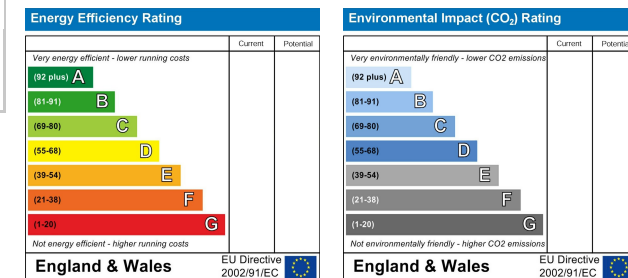 Energy Efficiency Rating
Current Potential
Very energy efficient - lower running costs
(92 plus) A
(81-91) B
(69-80) C
(55-68) D
(39-54) E
(21-38) F
(1-20) G
Not energy efficient - higher running costs
England & Wales
EU Directive
2002/91/EC
Environmental Impact (CO₂) Rating
Current Potentia
Very environmentally friendly - lower CO2 emissions
(92 plus) A
(81-91) B
(69-80) C
(55-68) D
(39-54) E
(21-38) F
(1-20) G
Not environmentally friendly - higher CO2 emissions
England & Wales
EU Directive
2002/91/EC